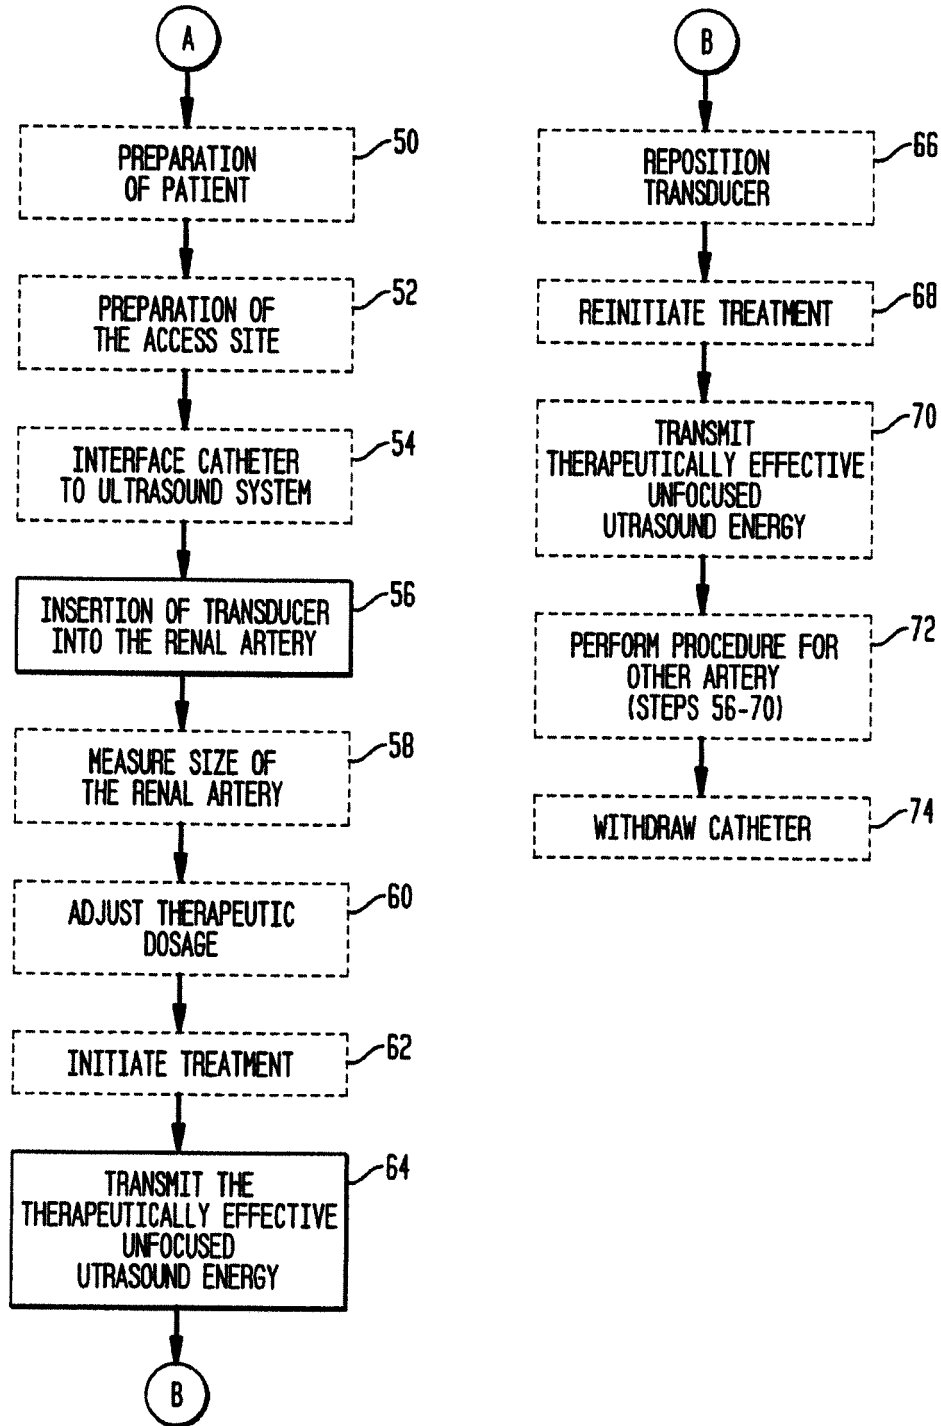 A
PREPARATION
OF PATIENT
50
PREPARATION OF
THE ACCESS SITE
52
INTERFACE CATHETER
TO ULTRASOUND SYSTEM
54
INSERTION OF TRANSDUCER
INTO THE RENAL ARTERY
56
MEASURE SIZE OF
THE RENAL ARTERY
58
ADJUST THERAPEUTIC
DOSAGE
60
INITIATE TREATMENT
62
TRANSMIT THE
THERAPEUTICALLY EFFECTIVE
UNFOCUSED
UTRASOUND ENERGY
64
B
B
REPOSITION
TRANSDUCER
66
REINITIATE TREATMENT
68
TRANSMIT
THERAPEUTICALLY EFFECTIVE
UNFOCUSED
UTRASOUND ENERGY
70
PERFORM PROCEDURE FOR
OTHER ARTERY
(STEPS 56-70)
72
WITHDRAW CATHETER
74